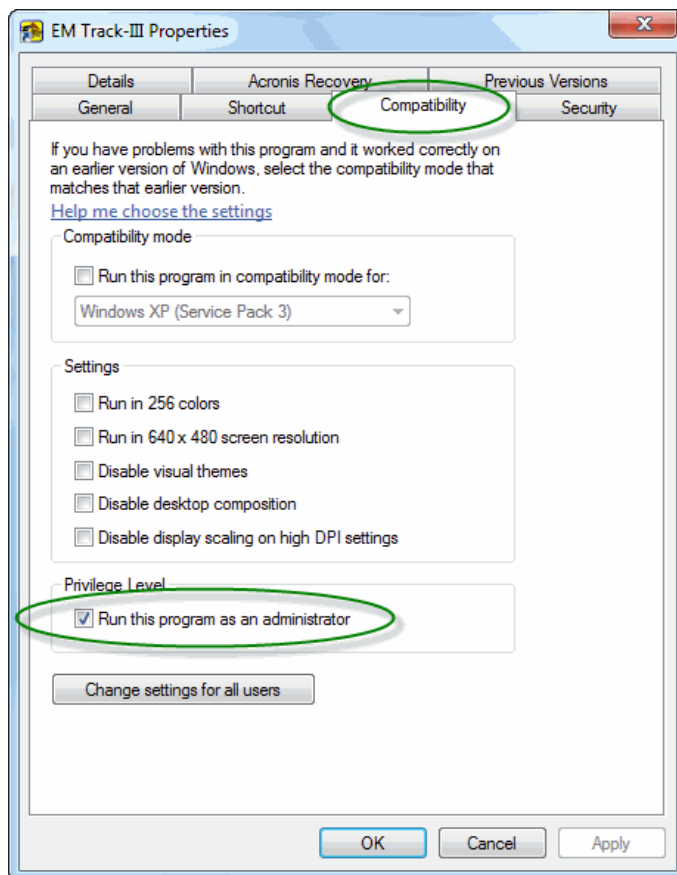 EM Track-III Properties
x
Details
Acronis Recovery
Previous Versions
General
Shortcut
Compatibility
Security
If you have problems with this program and it worked correctly on
an earlier version of Windows, select the compatibility mode that
matches that earlier version.
Help me choose the settings
Compatibility mode
Run this program in compatibility mode for:
Windows XP (Service Pack 3)
Settings
Run in 256 colors
Run in 640 x 480 screen resolution
Disable visual themes
Disable desktop composition
Disable display scaling on high DPI settings
Privilege Level
Run this program as an administrator
Change settings for all users
OK
Cancel
Apply